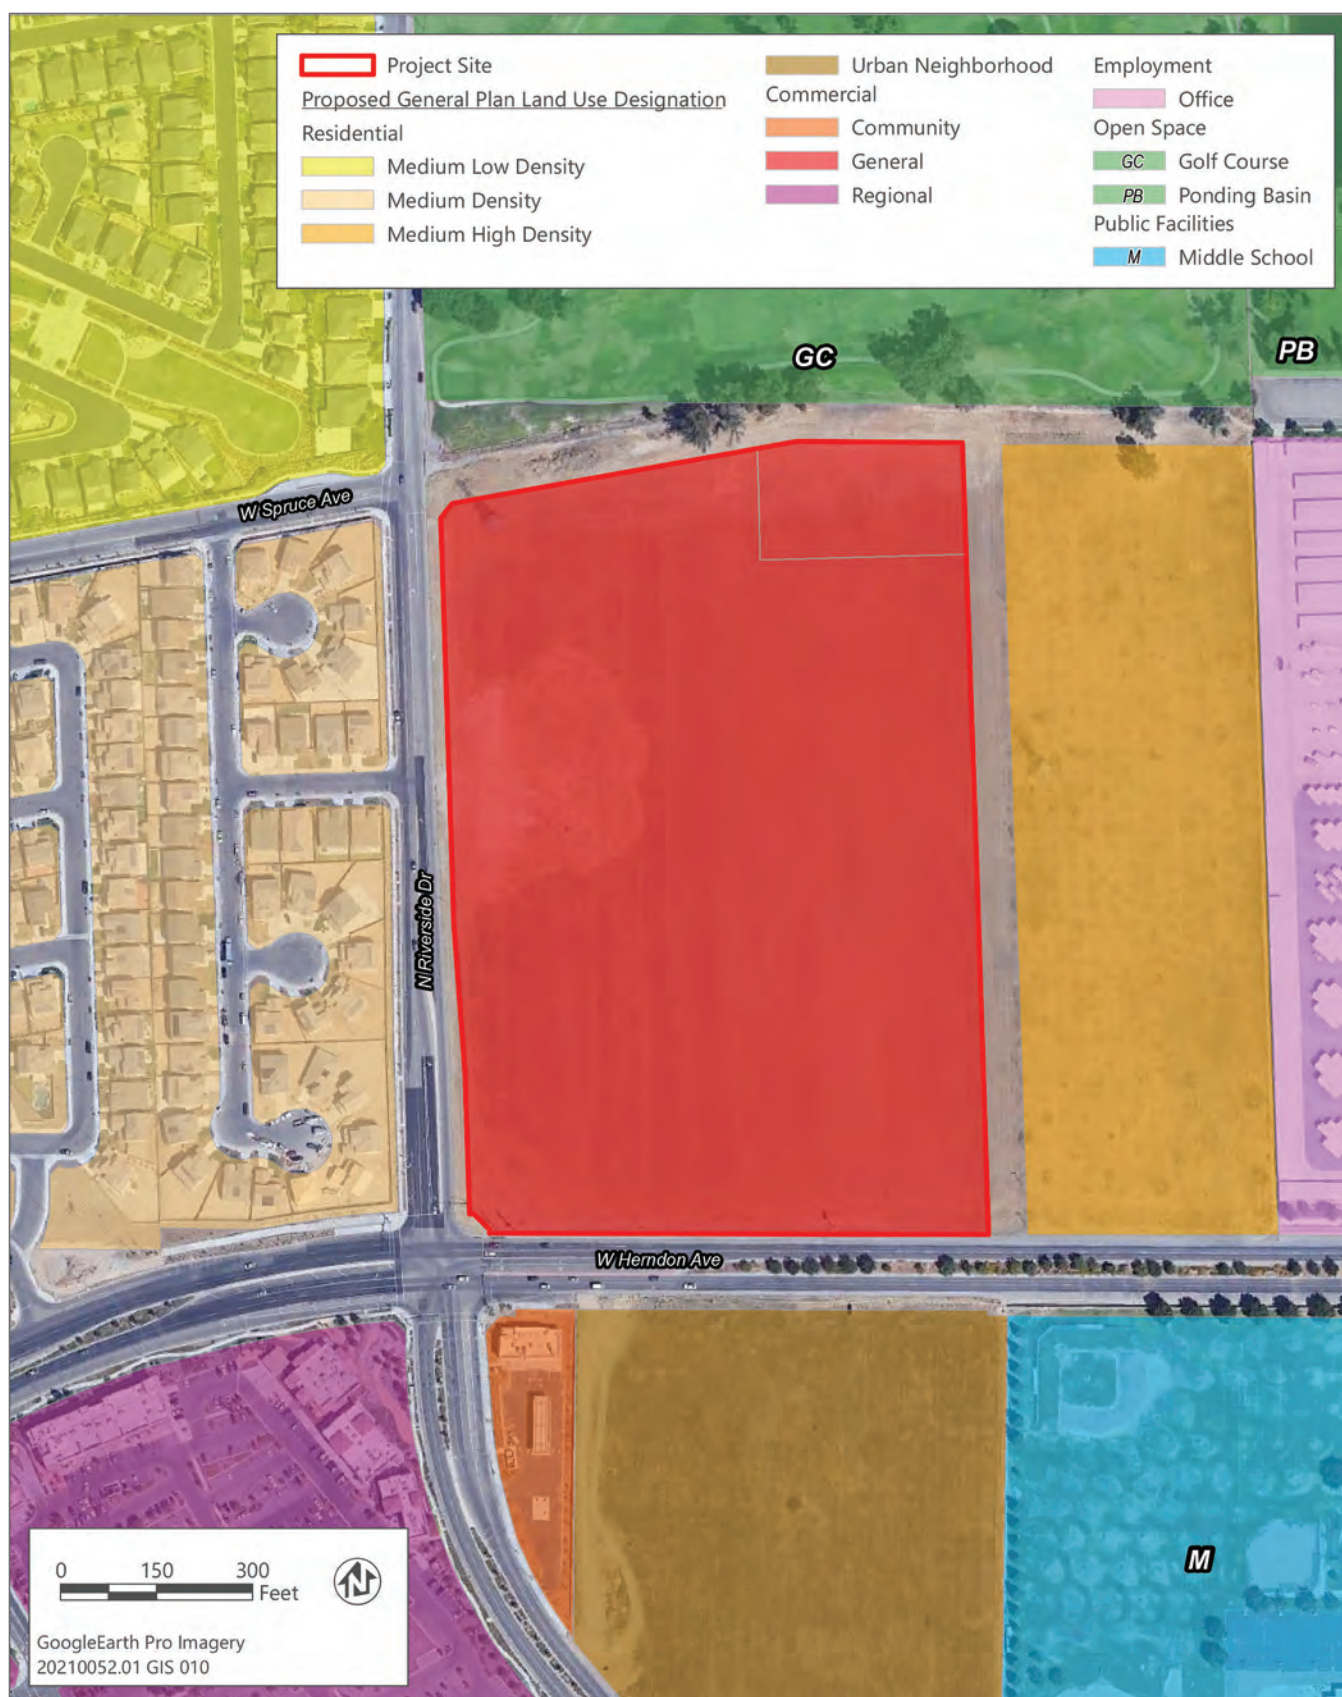 Project Site
Proposed General Plan Land Use Designation
Residential
Medium Low Density
Medium Density
Medium High Density
Urban Neighborhood
Commercial
Community
General
Regional
Employment
Office
Open Space
GC Golf Course
PB Ponding Basin
Public Facilities
M Middle School
GC
PB
W Spruce Ave
N Riverside Dr
W Herndon Ave
M
0 150 300
Feet
N
GoogleEarth Pro Imagery
20210052.01 GIS 010